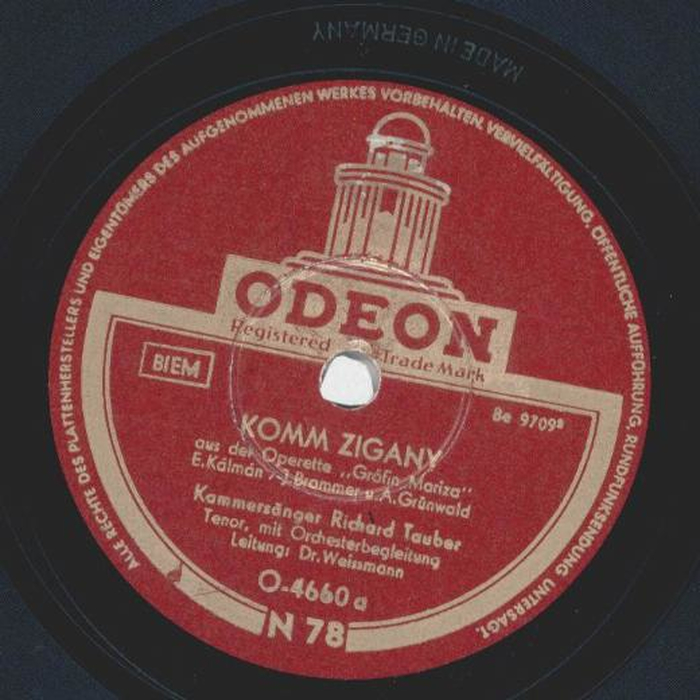 MADE IN GERMANY
ALLE RECHTE DES PLATTENHERSTELLERS UND EIGENTÜMERS DES AUFGENOMMENEN WERKES VORBEHALTEN. VERVIELFÄLTIGUNG, ÖFFENTLICHE AUFFÜHRUNG, RUNDFUNKSENDUNG UNTERSAGT.
ODEON
Registered Trade Mark
BIEM
Be 9709ª
KOMM ZIGANY
aus der Operette „Gräfin Mariza"
E. Kálmán / J. Brammer u. A. Grünwald
Kammersänger Richard Tauber
Tenor, mit Orchesterbegleitung
Leitung: Dr. Weissmann
O-4660 a
N 78